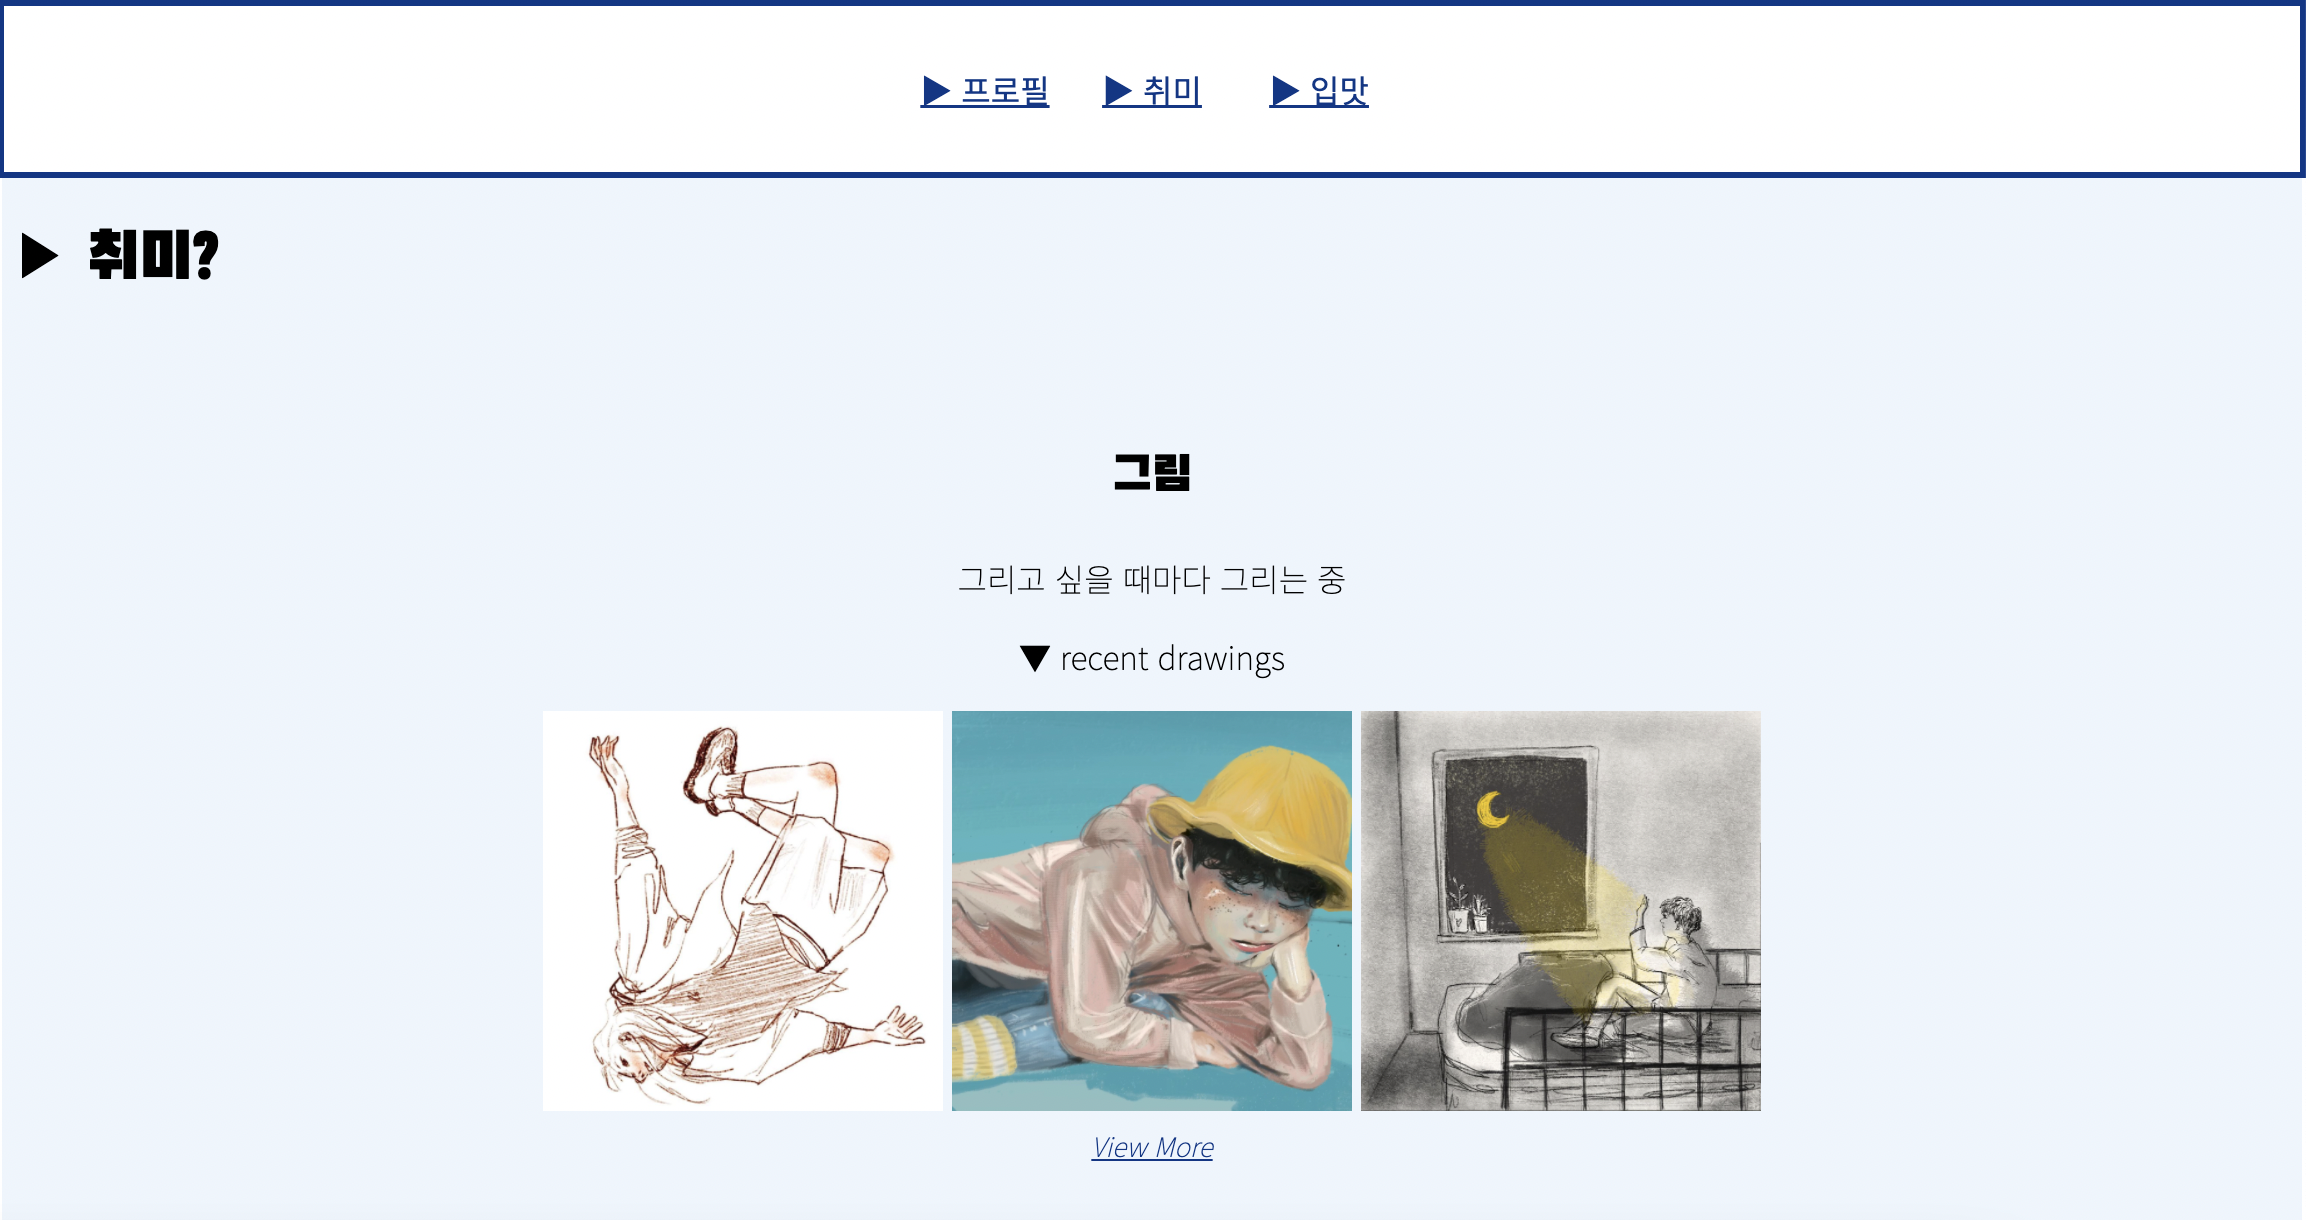 ▶ 프로필 ▶ 취미 ▶ 입맛
▶ 취미?
그림
그리고 싶을 때마다 그리는 중
▼ recent drawings
View More